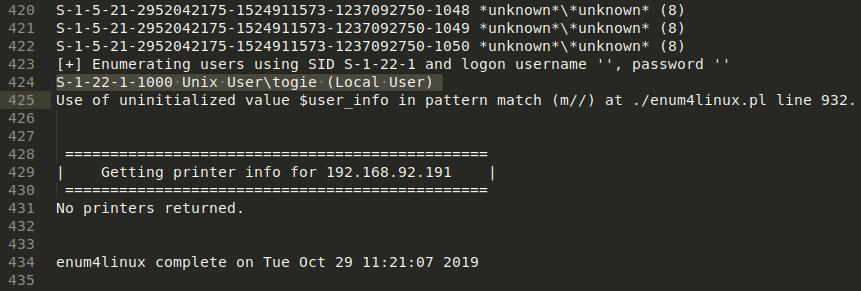 420 S-1-5-21-2952042175-1524911573-1237092750-1048 *unknown*\*unknown* (8)
421 S-1-5-21-2952042175-1524911573-1237092750-1049 *unknown*\*unknown* (8)
422 S-1-5-21-2952042175-1524911573-1237092750-1050 *unknown*\*unknown* (8)
423 [+] Enumerating users using SID S-1-22-1 and logon username '', password ''
424 S-1-22-1-1000 Unix User\togie (Local User)
425 Use of uninitialized value $user_info in pattern match (m//) at ./enum4linux.pl line 932.
426
427
428  ===============================================
429 |    Getting printer info for 192.168.92.191    |
430  ===============================================
431 No printers returned.
432
433
434 enum4linux complete on Tue Oct 29 11:21:07 2019
435